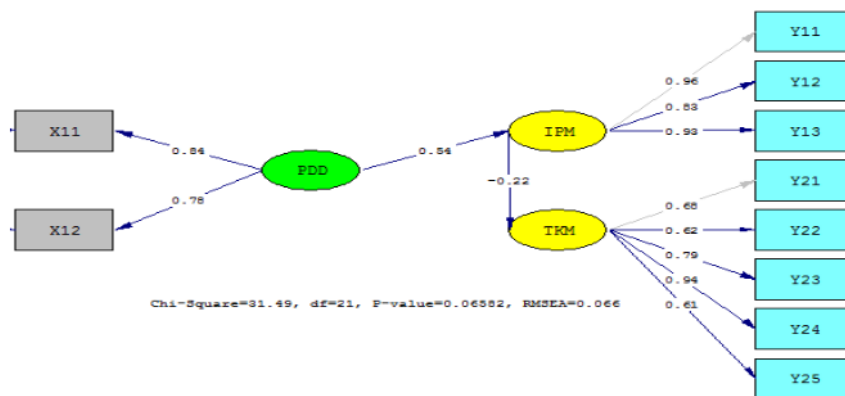 Y11
0.96
Y12
0.83
X11
IPM
0.93
Y13
0.84
0.54
PDD
-0.22
Y21
0.68
0.78
X12
TKM
0.62
Y22
0.79
Y23
0.94
Chi-Square=31.49, df=21, P-value=0.06582, RMSEA=0.066
0.61
Y24
Y25